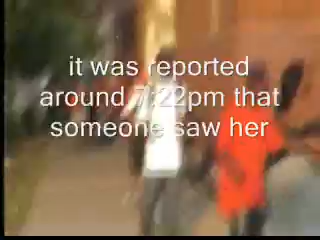 it was reported
around 7:22pm that
someone saw her